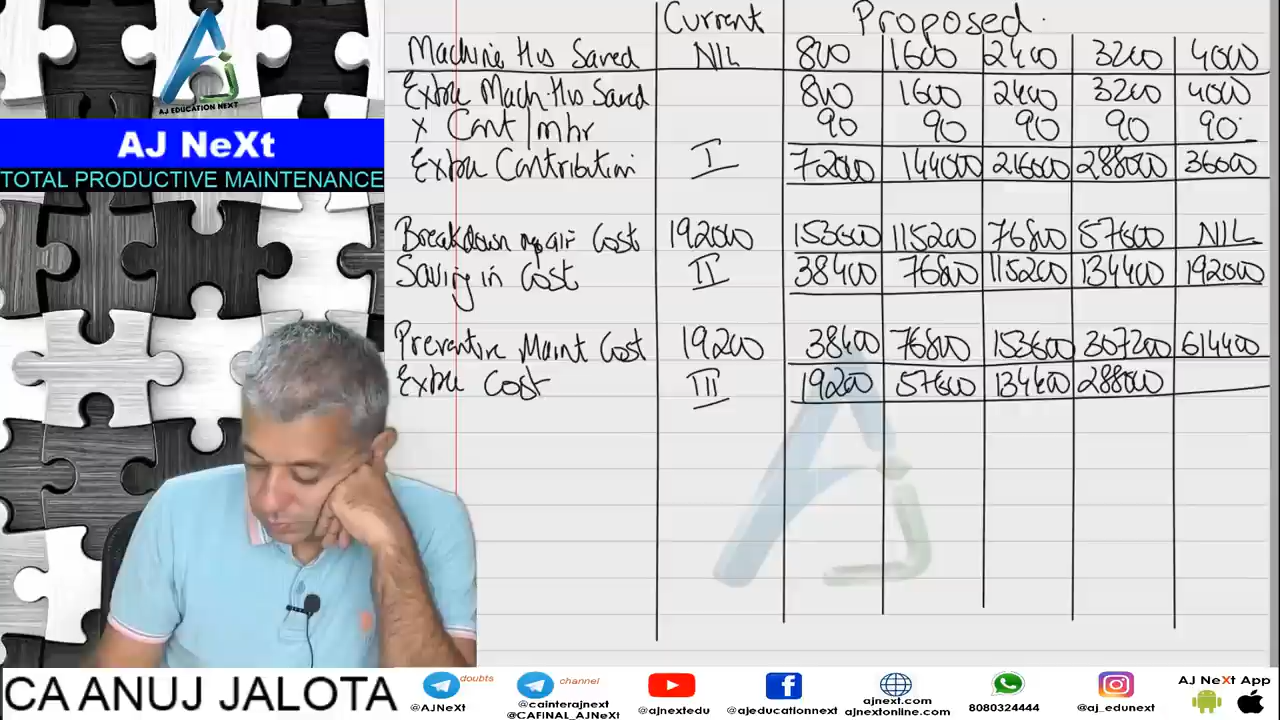 AJ EDUCATION NEXT
AJ NeXt
TOTAL PRODUCTIVE MAINTENANCE
Current Proposed
Machine Hrs Saved NIL 800 1600 2400 3200 4000
Extra Mach. Hrs Saved 800 1600 2400 3200 4000
x Cont/mhr 90 90 90 90 90
Extra Contribution I 72000 144000 216000 288000 36000
Breakdown repair Cost 192000 153600 115200 76800 57600 NIL
Saving in Cost II 38400 76800 115200 134400 192000
Preventive Maint Cost 19200 38400 76800 153600 307200 614400
Extra Cost III 19200 57600 134400 288000
CA ANUJ JALOTA
doubts
@AJNeXt
channel
@cainterajnext
@CAFINAL_AJNeXt
@ajnextedu
@ajeducationnext
ajnext.com
ajnextonline.com
8080324444
@aj_edunext
AJ NeXt App